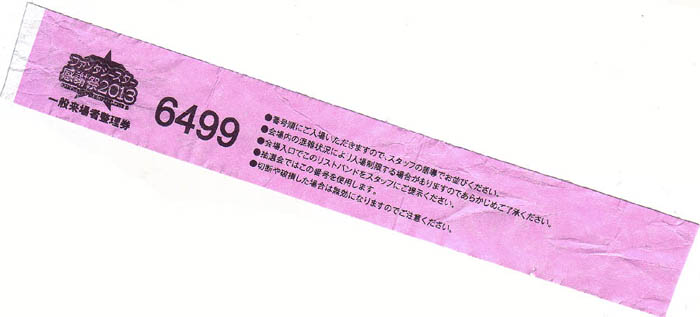 ファンタシースター
感謝祭2013
一般来場者整理券
6499
●番号順にご入場いただきますので、スタッフの誘導でお並びください。
●会場内の混雑状況により入場制限する場合がありますのであらかじめご了承ください。
●会場入口でこのリストバンドをスタッフにご提示ください。
●抽選会ではこの番号を使用します。
●切断や破損した場合は無効になりますのでご注意ください。